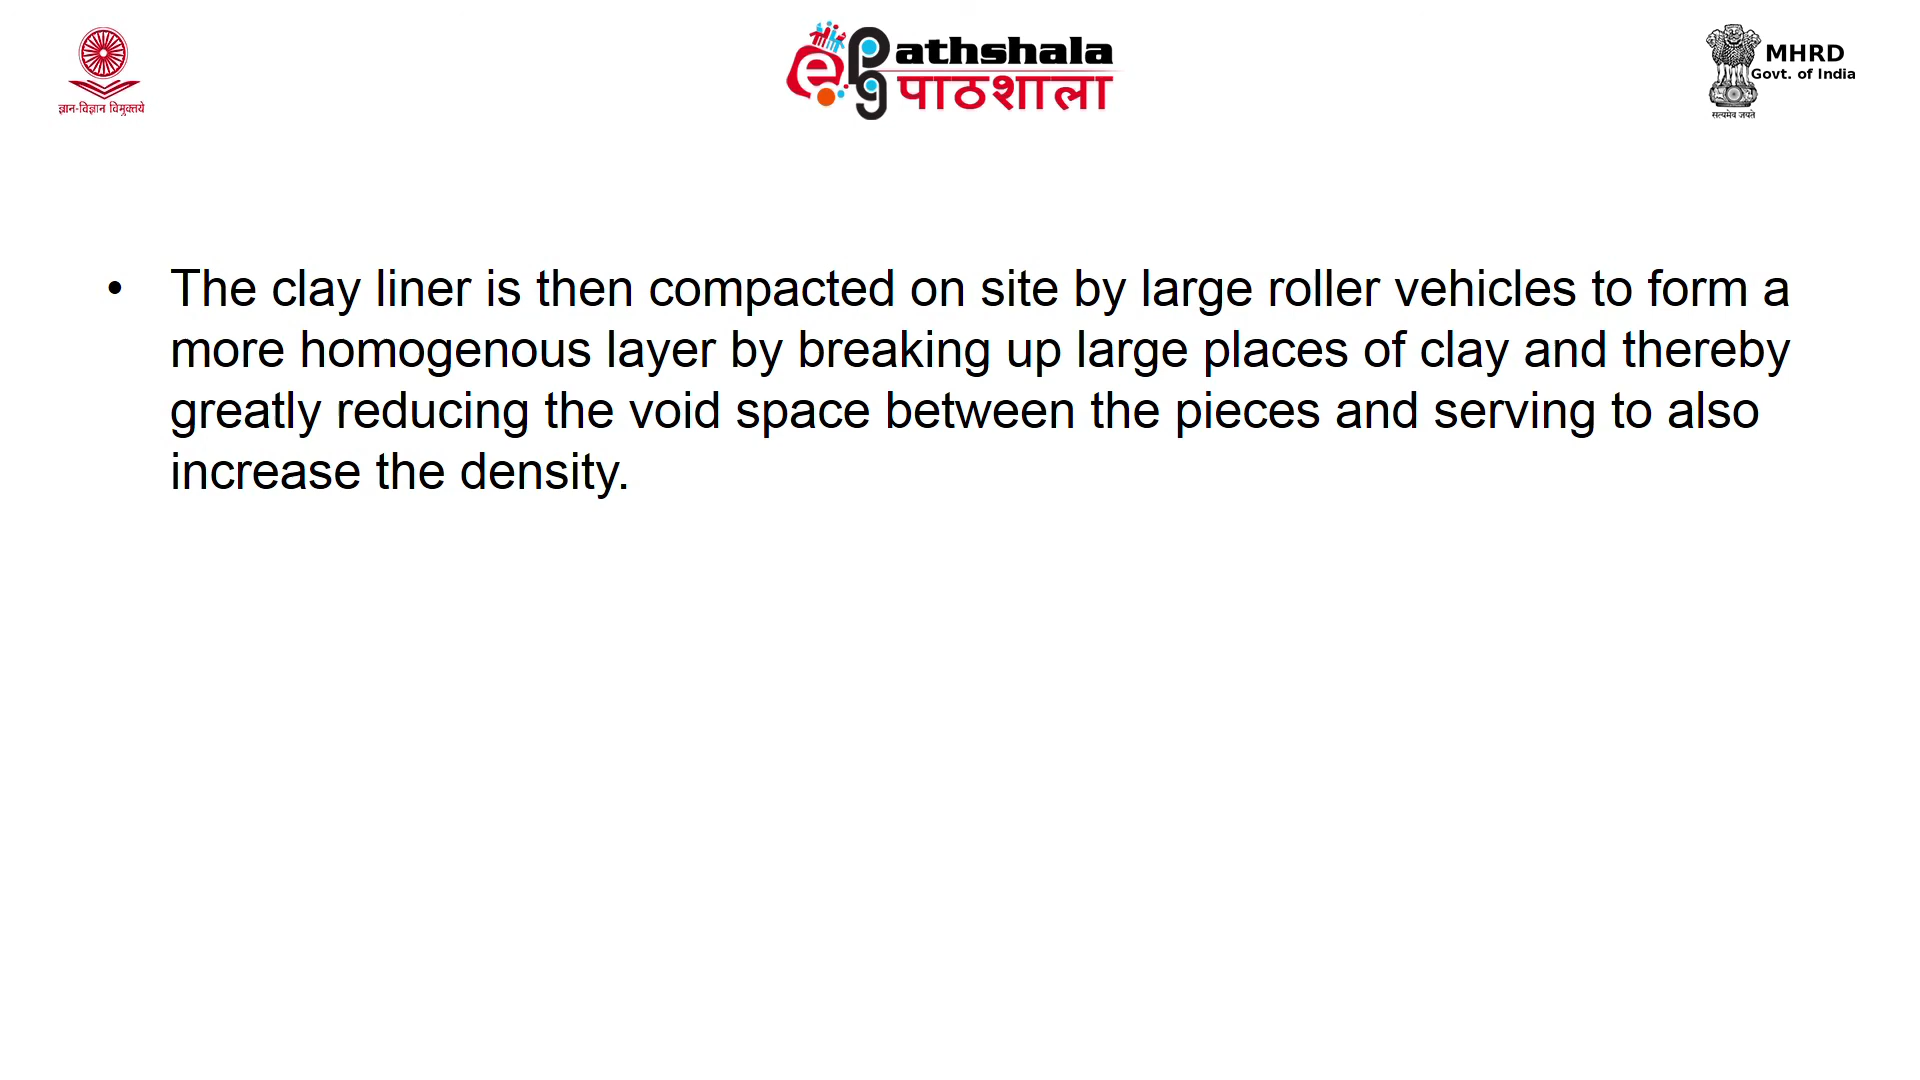 ज्ञान-विज्ञान विमुक्तये
e PG athshala
पाठशाला
MHRD
Govt. of India
सत्यमेव जयते
• The clay liner is then compacted on site by large roller vehicles to form a
more homogenous layer by breaking up large places of clay and thereby
greatly reducing the void space between the pieces and serving to also
increase the density.